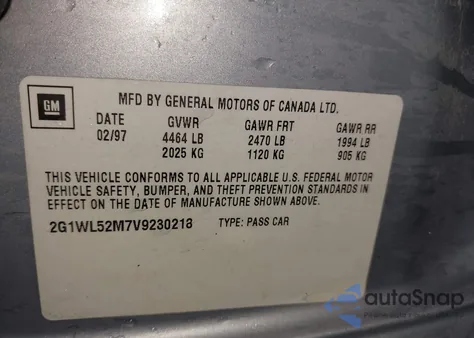 GM
MFD BY GENERAL MOTORS OF CANADA LTD.
DATE GVWR GAWR FRT GAWR RR
02/97 4464 LB 2470 LB 1994 LB
2025 KG 1120 KG 905 KG
THIS VEHICLE CONFORMS TO ALL APPLICABLE U.S. FEDERAL MOTOR
VEHICLE SAFETY, BUMPER, AND THEFT PREVENTION STANDARDS IN
EFFECT ON THE DATE OF MANUFACTURE SHOWN ABOVE.
2G1WL52M7V9230218 TYPE: PASS CAR
autoSnap